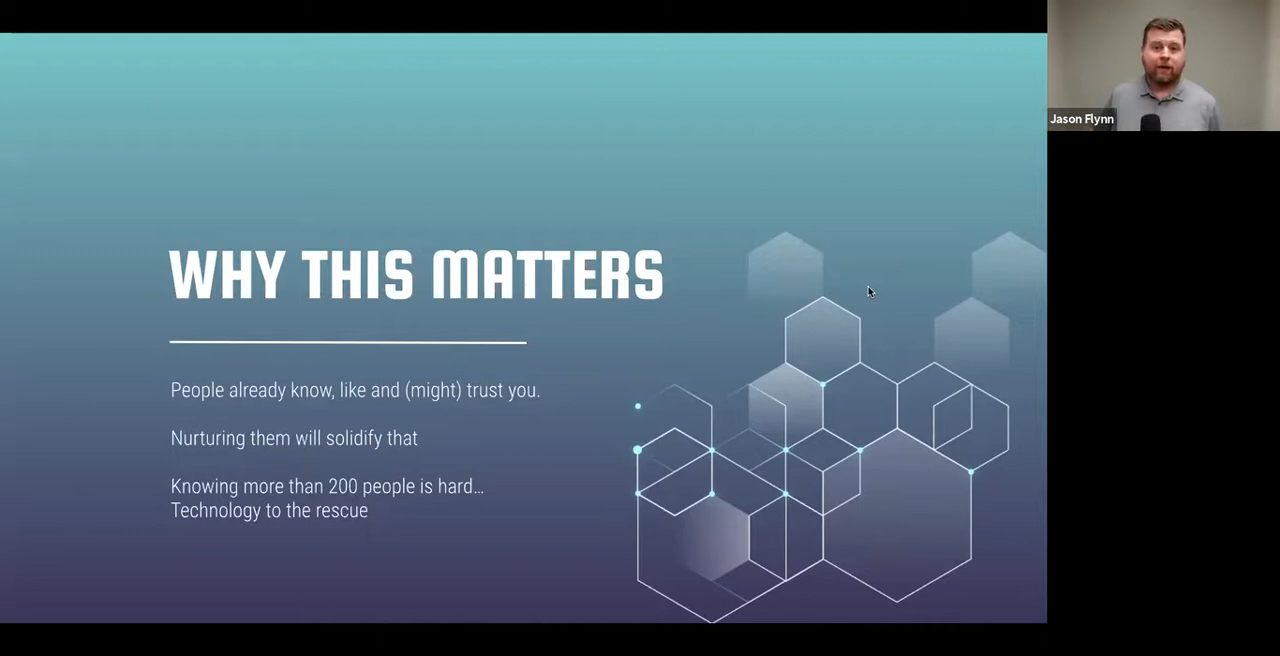 WHY THIS MATTERS
People already know, like and (might) trust you.
Nurturing them will solidify that
Knowing more than 200 people is hard...
Technology to the rescue
Jason Flynn